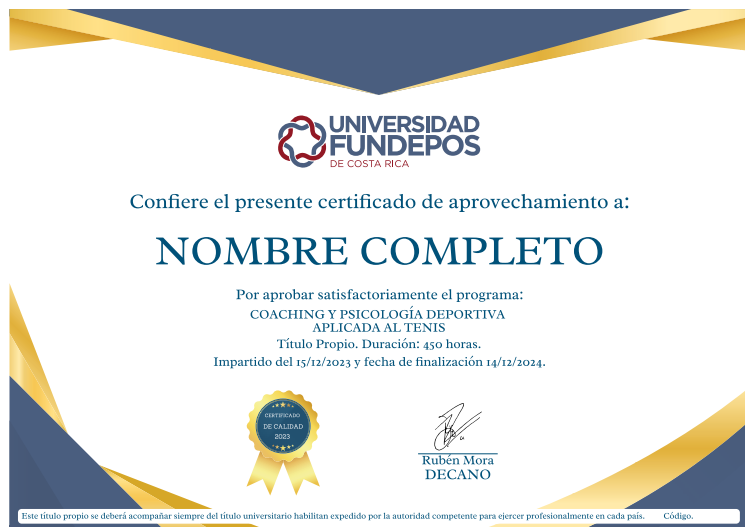 UNIVERSIDAD
FUNDEPOS
DE COSTA RICA
Confiere el presente certificado de aprovechamiento a:
NOMBRE COMPLETO
Por aprobar satisfactoriamente el programa:
COACHING Y PSICOLOGÍA DEPORTIVA
APLICADA AL TENIS
Título Propio. Duración: 450 horas.
Impartido del 15/12/2023 y fecha de finalización 14/12/2024.
CERTIFICADO
DE CALIDAD
2023
Rubén Mora
DECANO
Este título propio se deberá acompañar siempre del título universitario habilitan expedido por la autoridad competente para ejercer profesionalmente en cada país. Código.